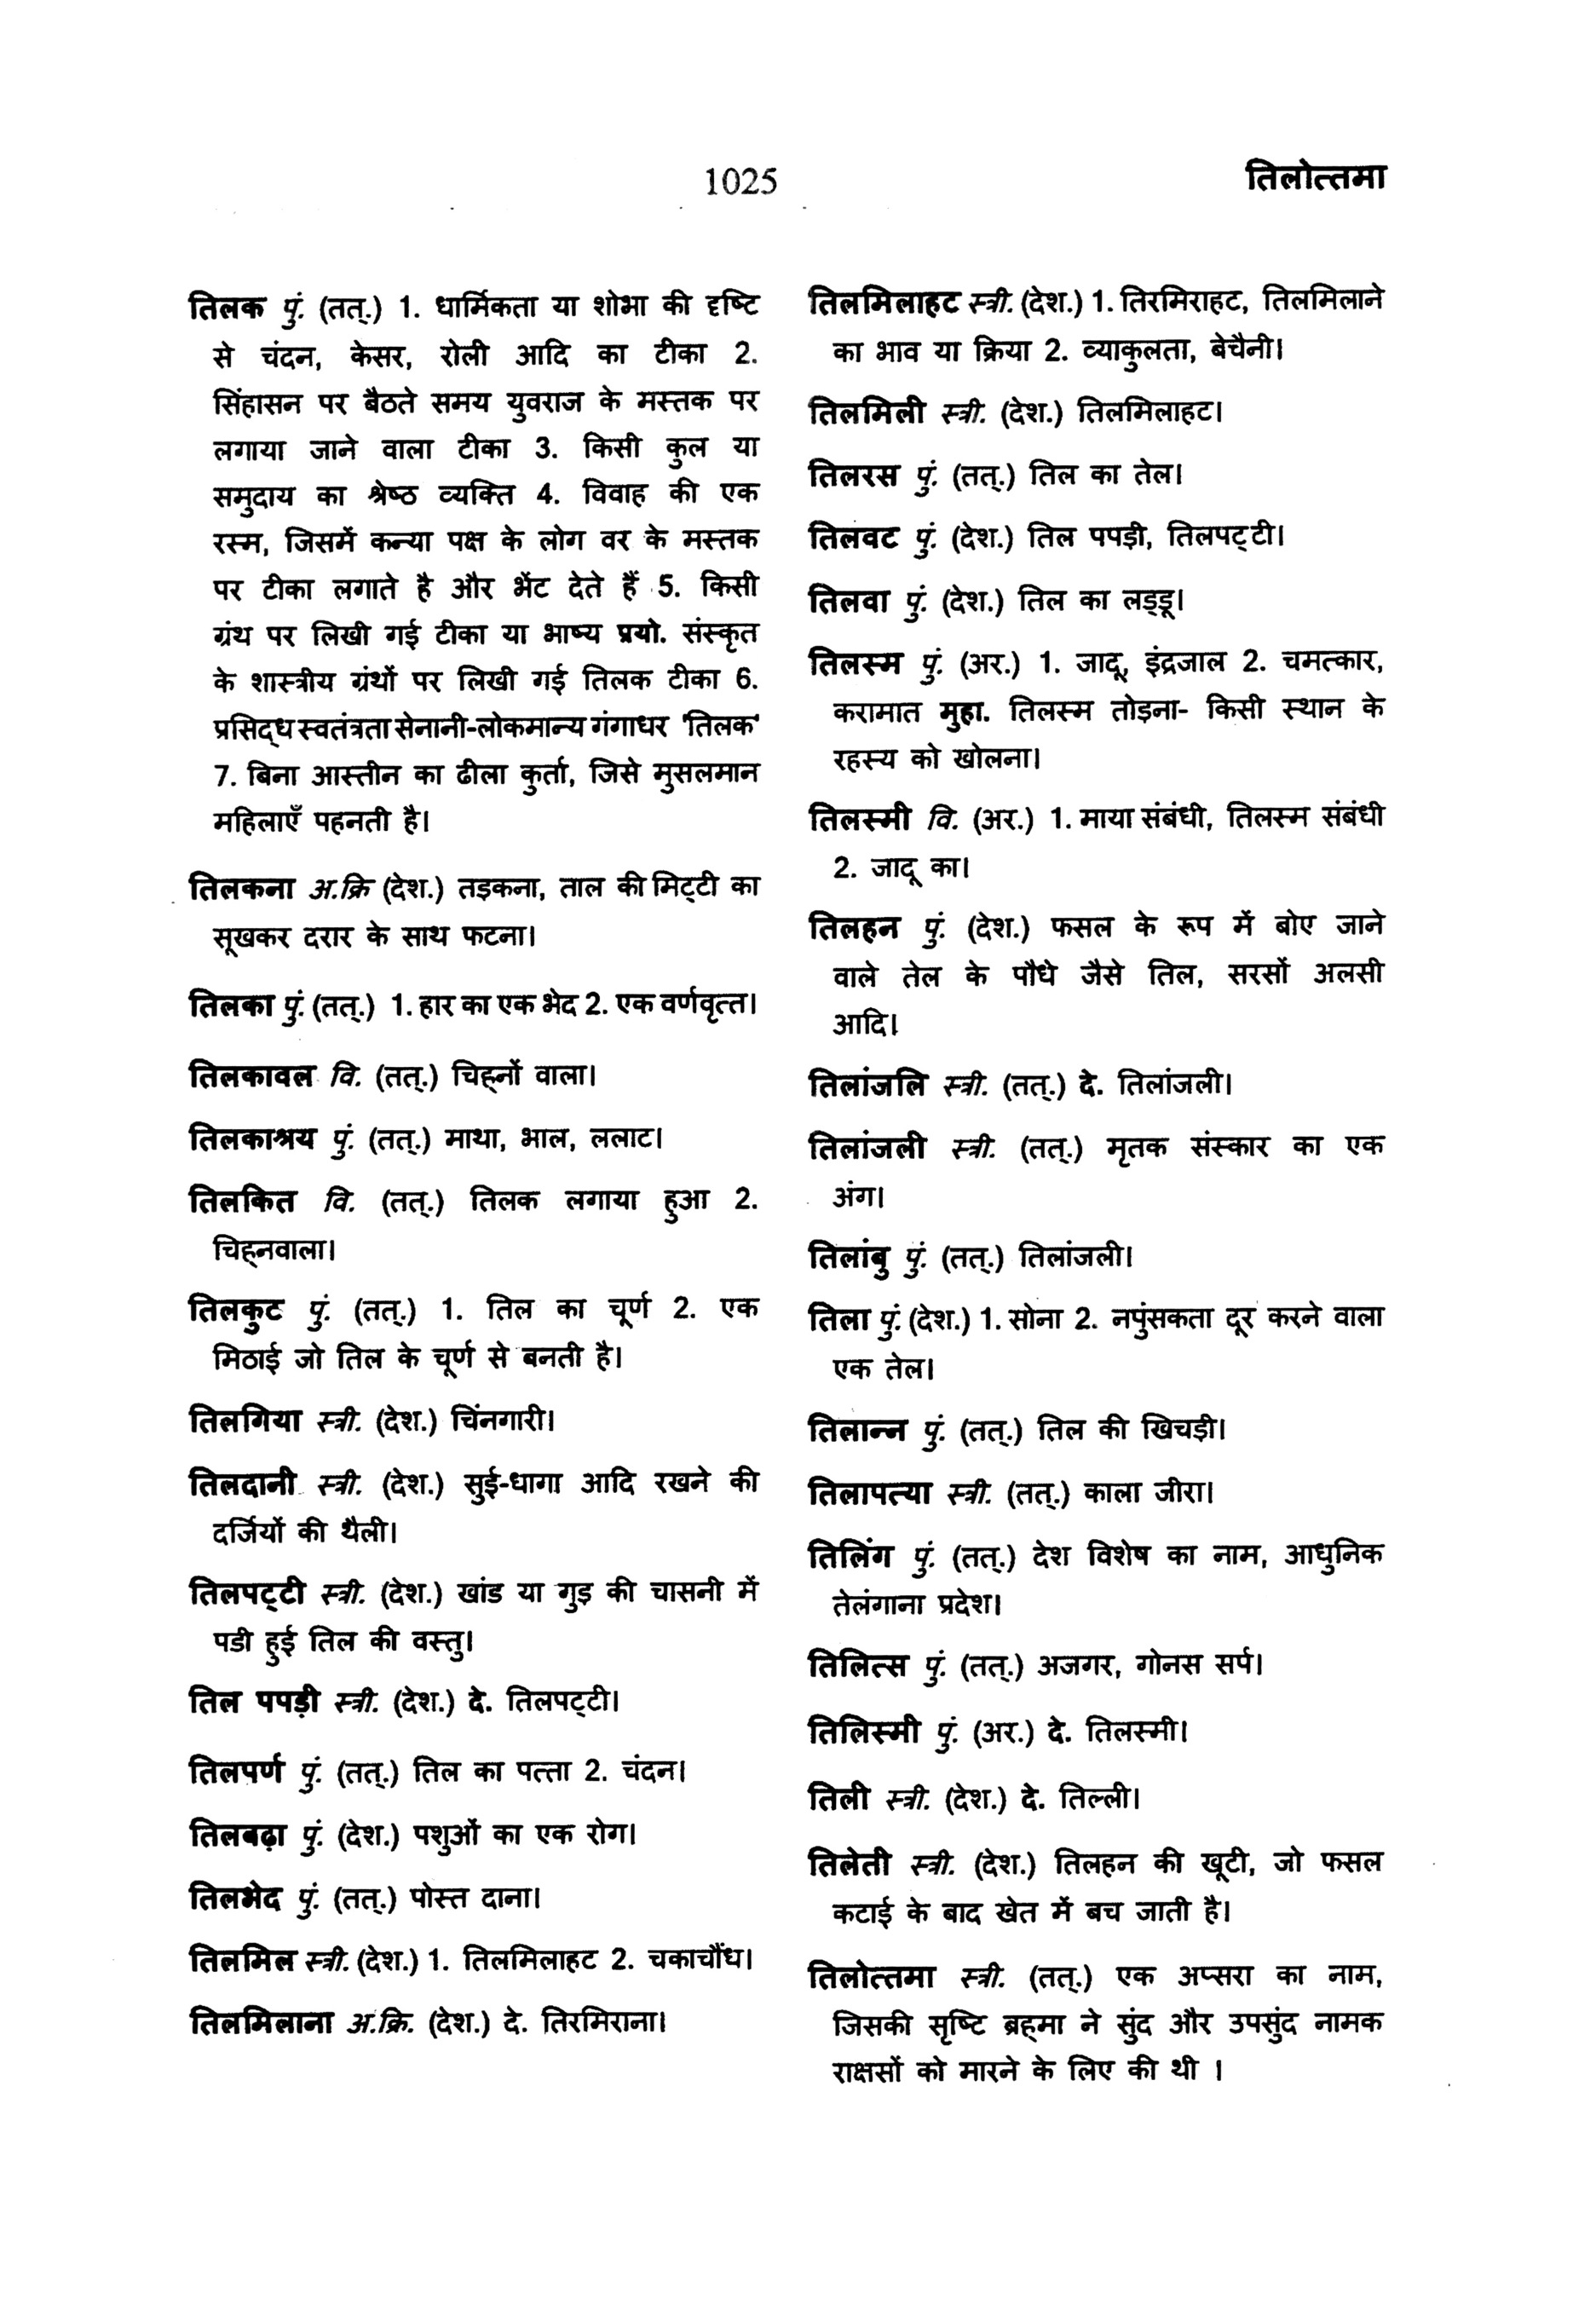 1025
तिलोत्तमा
तिलक पुं. (तत्.) 1. धार्मिकता या शोभा की दृष्टि
से चंदन, केसर, रोली आदि का टीका 2.
सिंहासन पर बैठते समय युवराज के मस्तक पर
लगाया जाने वाला टीका 3. किसी कुल या
समुदाय का श्रेष्ठ व्यक्ति 4. विवाह की एक
रस्म, जिसमें कन्या पक्ष के लोग वर के मस्तक
पर टीका लगाते है और भेंट देते हैं 5. किसी
ग्रंथ पर लिखी गई टीका या भाष्य प्रयो. संस्कृत
के शास्त्रीय ग्रंथों पर लिखी गई तिलक टीका 6.
प्रसिद्ध स्वतंत्रता सेनानी-लोकमान्य गंगाधर 'तिलक'
7. बिना आस्तीन का ढीला कुर्ता, जिसे मुसलमान
महिलाएँ पहनती है।
तिलकना अ.क्रि (देश.) तड़कना, ताल की मिट्टी का
सूखकर दरार के साथ फटना।
तिलका पुं. (तत्.) 1. हार का एक भेद 2. एक वर्णवृत्त।
तिलकावल वि. (तत्.) चिह्नों वाला।
तिलकाश्रय पुं. (तत्.) माथा, भाल, ललाट।
तिलकित वि. (तत्.) तिलक लगाया हुआ 2.
चिह्नवाला।
तिलकुट पुं. (तत्.) 1. तिल का चूर्ण 2. एक
मिठाई जो तिल के चूर्ण से बनती है।
तिलगिया स्त्री. (देश.) चिंनगारी।
तिलदानी स्त्री. (देश.) सुई-धागा आदि रखने की
दर्जियों की थैली।
तिलपट्टी स्त्री. (देश.) खांड या गुड़ की चासनी में
पडी हुई तिल की वस्तु।
तिल पपड़ी स्त्री. (देश.) दे. तिलपट्टी।
तिलपर्ण पुं. (तत्.) तिल का पत्ता 2. चंदन।
तिलबढ़ा पुं. (देश.) पशुओं का एक रोग।
तिलभेद पुं. (तत्.) पोस्त दाना।
तिलमिल स्त्री. (देश.) 1. तिलमिलाहट 2. चकाचौंध।
तिलमिलाना अ.क्रि. (देश.) दे. तिरमिराना।
तिलमिलाहट स्त्री. (देश.) 1. तिरमिराहट, तिलमिलाने
का भाव या क्रिया 2. व्याकुलता, बेचैनी।
तिलमिली स्त्री. (देश.) तिलमिलाहट।
तिलरस पुं. (तत्.) तिल का तेल।
तिलवट पुं. (देश.) तिल पपड़ी, तिलपट्टी।
तिलवा पुं. (देश.) तिल का लड्डू।
तिलस्म पुं. (अर.) 1. जादू, इंद्रजाल 2. चमत्कार,
करामात मुहा. तिलस्म तोड़ना- किसी स्थान के
रहस्य को खोलना।
तिलस्मी वि. (अर.) 1. माया संबंधी, तिलस्म संबंधी
2. जादू का।
तिलहन पुं. (देश.) फसल के रूप में बोए जाने
वाले तेल के पौधे जैसे तिल, सरसों अलसी
आदि।
तिलांजलि स्त्री. (तत्.) दे. तिलांजली।
तिलांजली स्त्री. (तत्.) मृतक संस्कार का एक
अंग।
तिलांबु पुं. (तत्.) तिलांजली।
तिला पुं. (देश.) 1. सोना 2. नपुंसकता दूर करने वाला
एक तेल।
तिलान्न पुं. (तत्.) तिल की खिचड़ी।
तिलापत्या स्त्री. (तत्.) काला जीरा।
तिलिंग पुं. (तत्.) देश विशेष का नाम, आधुनिक
तेलंगाना प्रदेश।
तिलित्स पुं. (तत्.) अजगर, गोनस सर्प।
तिलिस्मी पुं. (अर.) दे. तिलस्मी।
तिली स्त्री. (देश.) दे. तिल्ली।
तिलेती स्त्री. (देश.) तिलहन की खूटी, जो फसल
कटाई के बाद खेत में बच जाती है।
तिलोत्तमा स्त्री. (तत्.) एक अप्सरा का नाम,
जिसकी सृष्टि ब्रह्मा ने सुंद और उपसुंद नामक
राक्षसों को मारने के लिए की थी ।